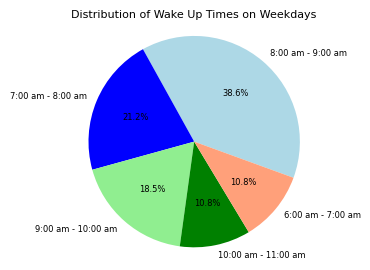 Distribution of Wake Up Times on Weekdays
8:00 am - 9:00 am
38.6%
7:00 am - 8:00 am
21.2%
18.5%
10.8%
10.8%
6:00 am - 7:00 am
9:00 am - 10:00 am
10:00 am - 11:00 am